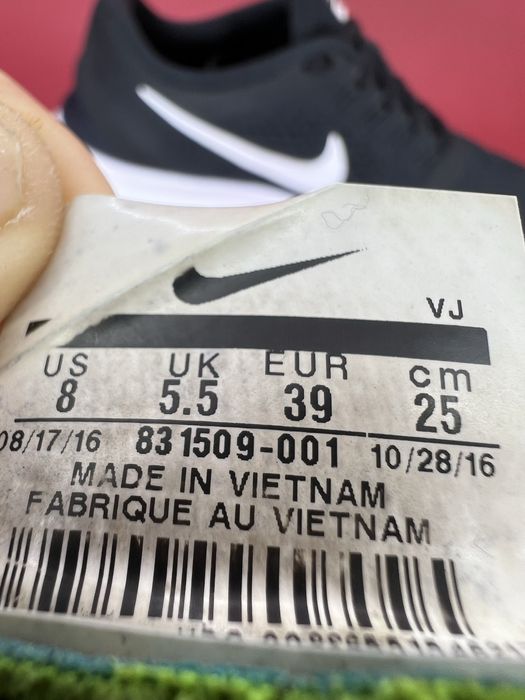 VJ
US UK EUR cm
8 5.5 39 25
08/17/16 831509-001 10/28/16
MADE IN VIETNAM
FABRIQUE AU VIETNAM